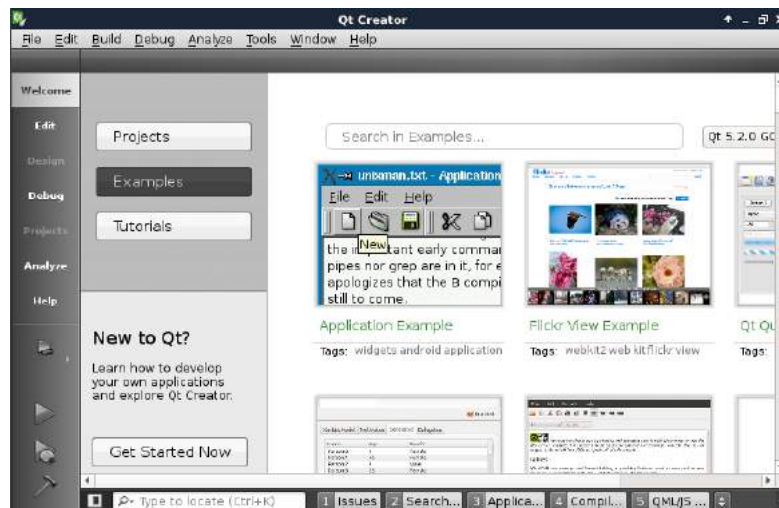 Qt Creator
File Edit Build Debug Analyze Tools Window Help
Welcome
Edit
Design
Debug
Projects
Analyze
Help
Projects
Examples
Tutorials
New to Qt?
Learn how to develop
your own applications
and explore Qt Creator.
Get Started Now
Search in Examples...
Qt 5.2.0 GC
unixman.txt - Application
File Edit Help
New
the important early comman
pipes nor grep are in it, for e
apologizes that the B compi
still to come.
Application Example
Tags: widgets android application
Flickr View Example
Tags: webkit2 web kitflickr view
Qt Qu
Tags:
Type to locate (Ctrl+K)
1 Issues 2 Search... 3 Applica... 4 Compil... 5 QML/JS ...